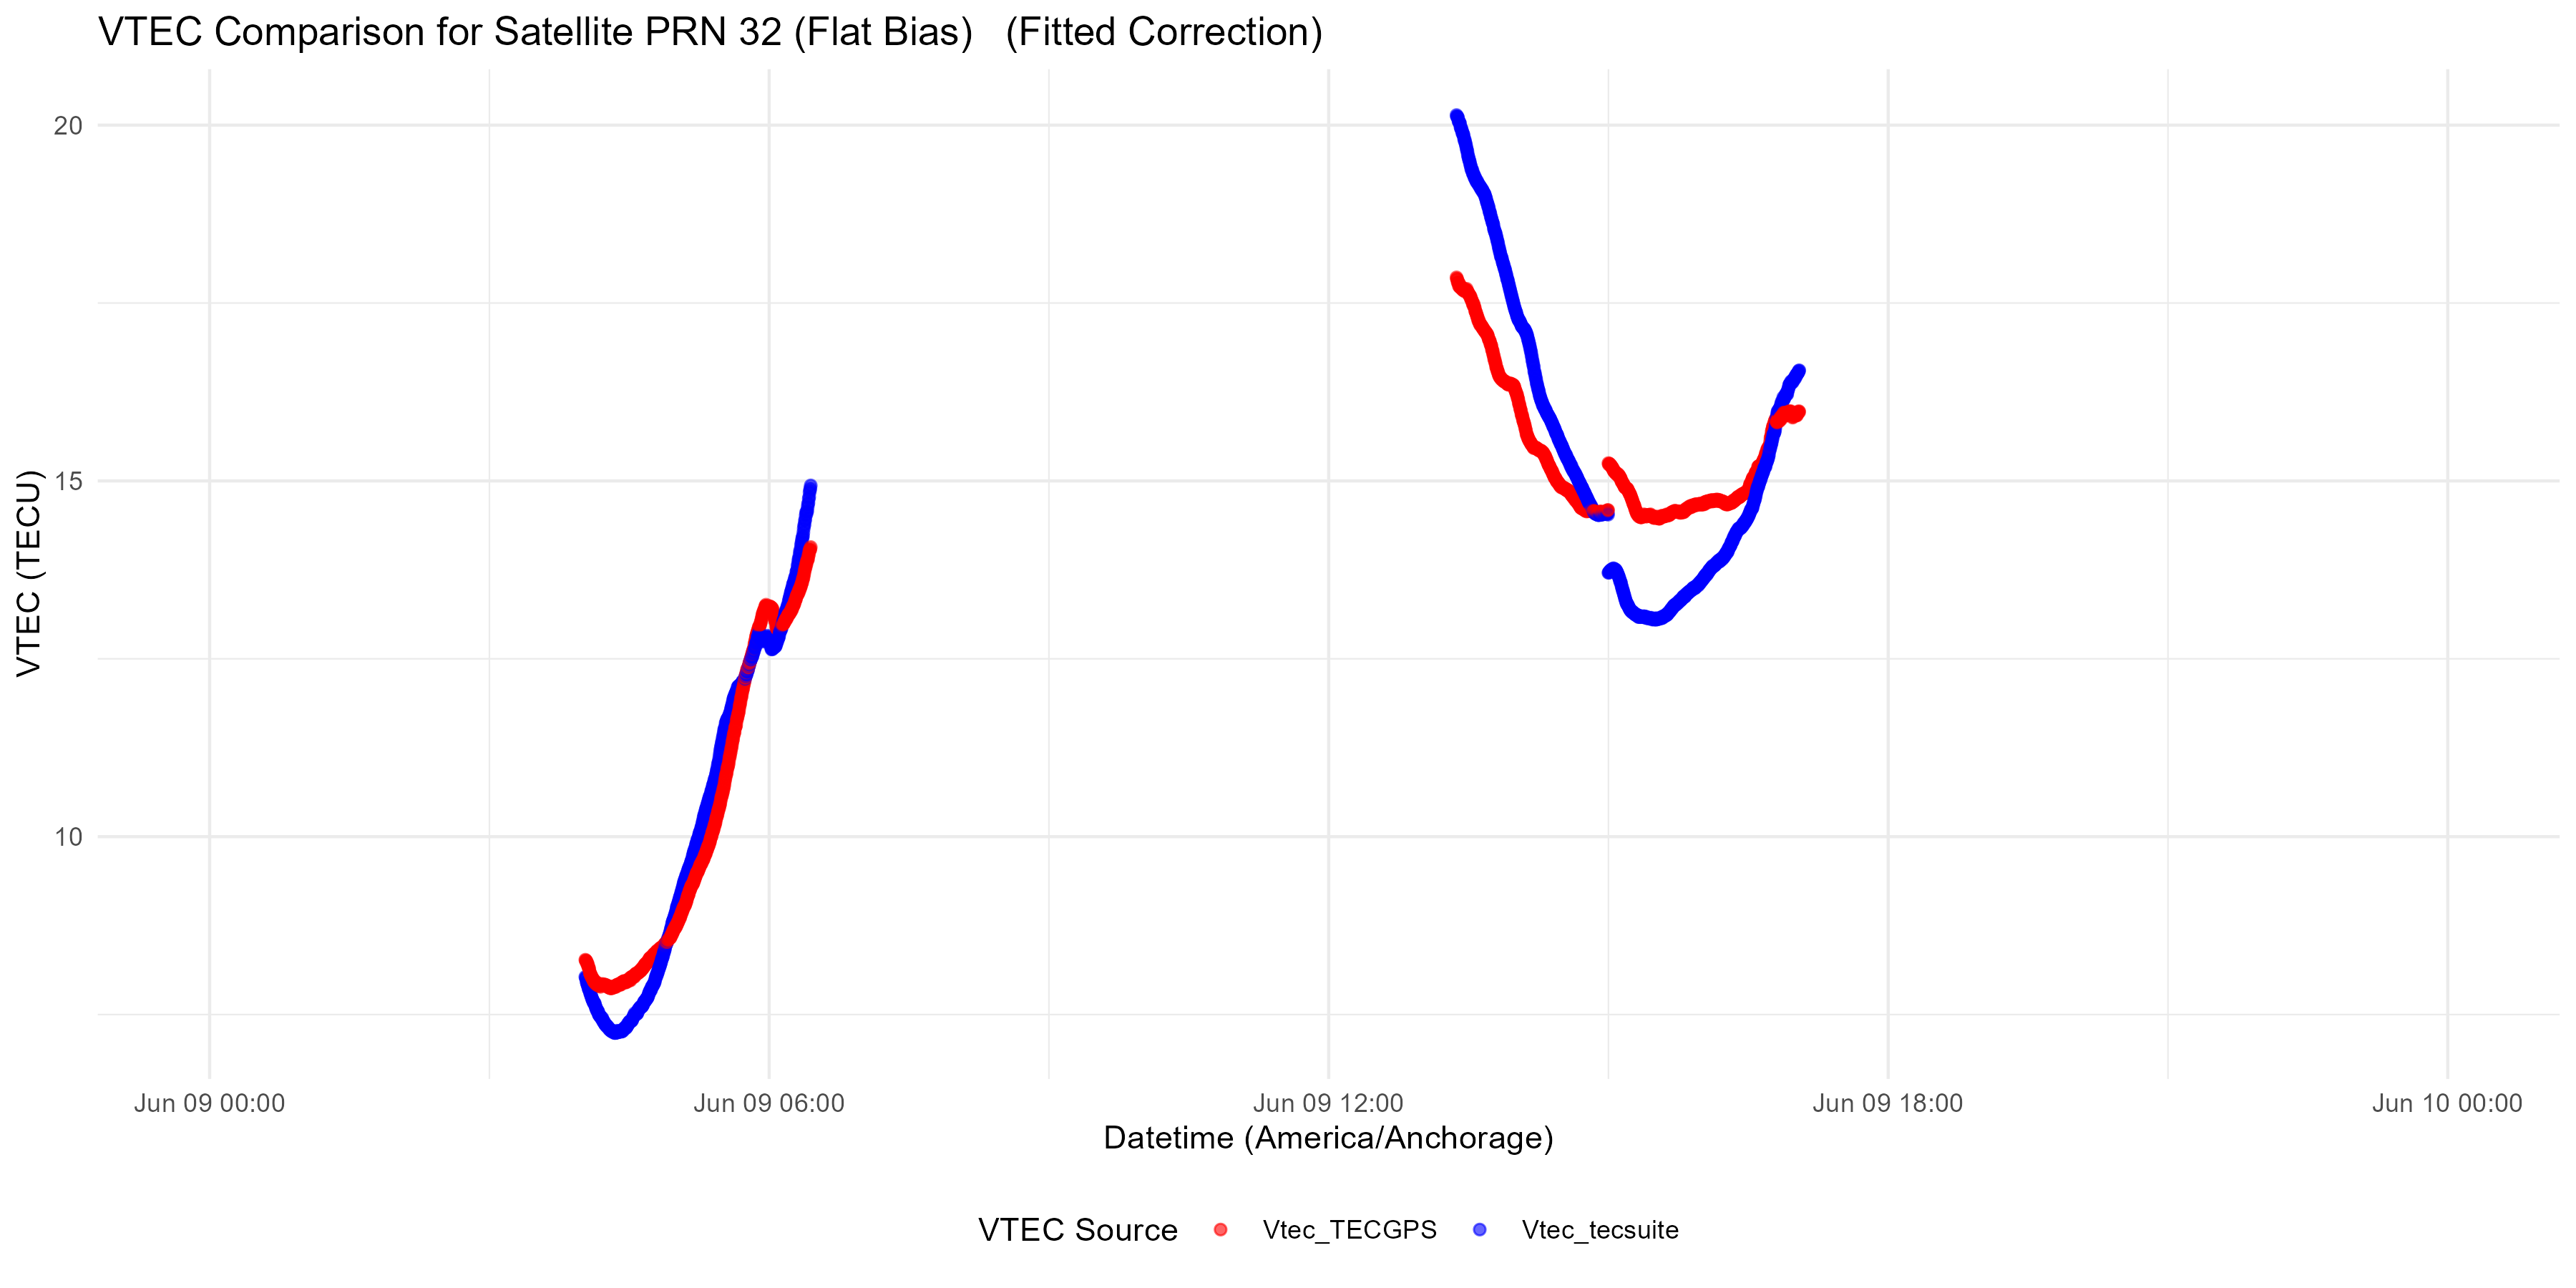 VTEC Comparison for Satellite PRN 32 (Flat Bias)   (Fitted Correction)
VTEC (TECU)
20
15
10
Jun 09 00:00
Jun 09 06:00
Jun 09 12:00
Jun 09 18:00
Jun 10 00:00
Datetime (America/Anchorage)
VTEC Source
Vtec_TECGPS
Vtec_tecsuite